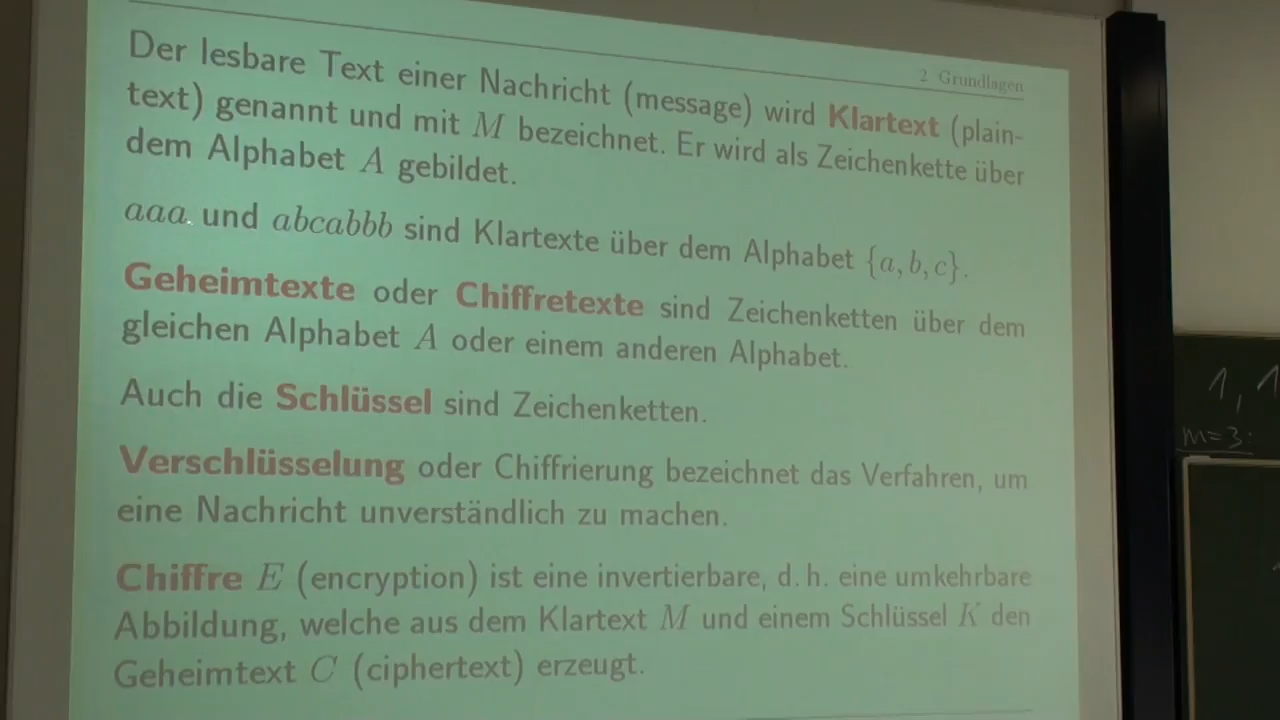 2 Grundlagen
Der lesbare Text einer Nachricht (message) wird Klartext (plain-
text) genannt und mit M bezeichnet. Er wird als Zeichenkette über
dem Alphabet A gebildet.
aaa und abcabbb sind Klartexte über dem Alphabet {a, b, c}.
Geheimtexte oder Chiffretexte sind Zeichenketten über dem
gleichen Alphabet A oder einem anderen Alphabet.
Auch die Schlüssel sind Zeichenketten.
Verschlüsselung oder Chiffrierung bezeichnet das Verfahren, um
eine Nachricht unverständlich zu machen.
Chiffre E (encryption) ist eine invertierbare, d. h. eine umkehrbare
Abbildung, welche aus dem Klartext M und einem Schlüssel K den
Geheimtext C (ciphertext) erzeugt.
1, 1
m=3: